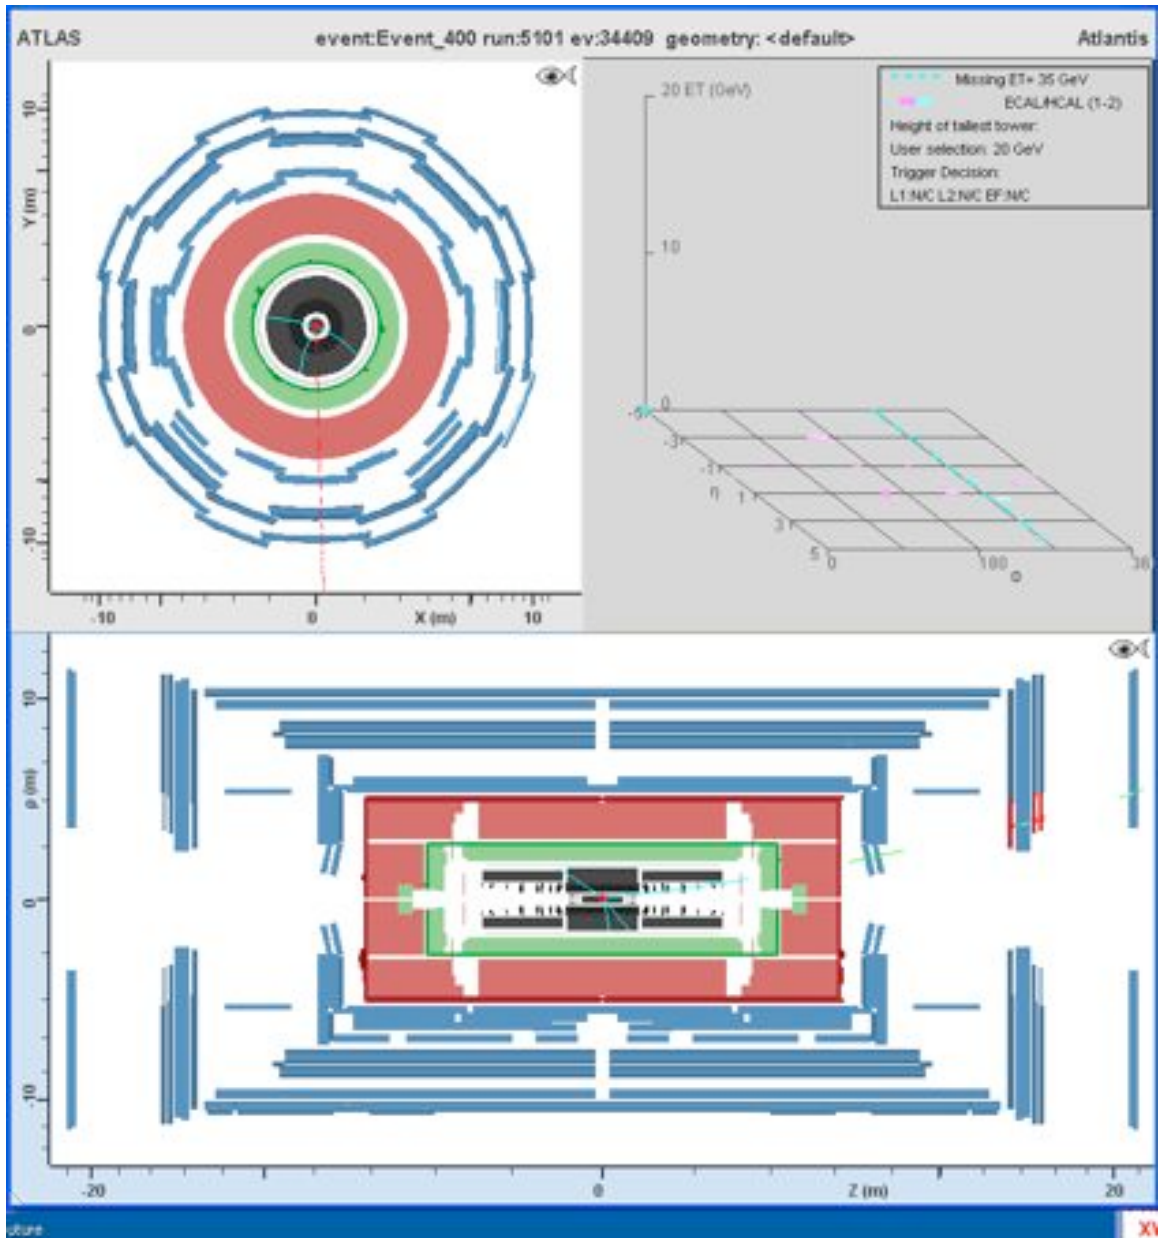 ATLAS event:Event_400 run:5101 ev:34409 geometry: <default> Atlantis
10
Y (m)
0
-10
-10 0 X (m) 10
20 ET (GeV)
10
0
-5
-3
-1
η 1
3
5
0 180 Φ
Missing ET= 35 GeV
ECAL/HCAL (1-2)
Height of tallest tower:
User selection: 20 GeV
Trigger Decision:
L1:N/C L2:N/C EF:N/C
10
ρ (m)
0
-10
-20 0 Z (m) 20